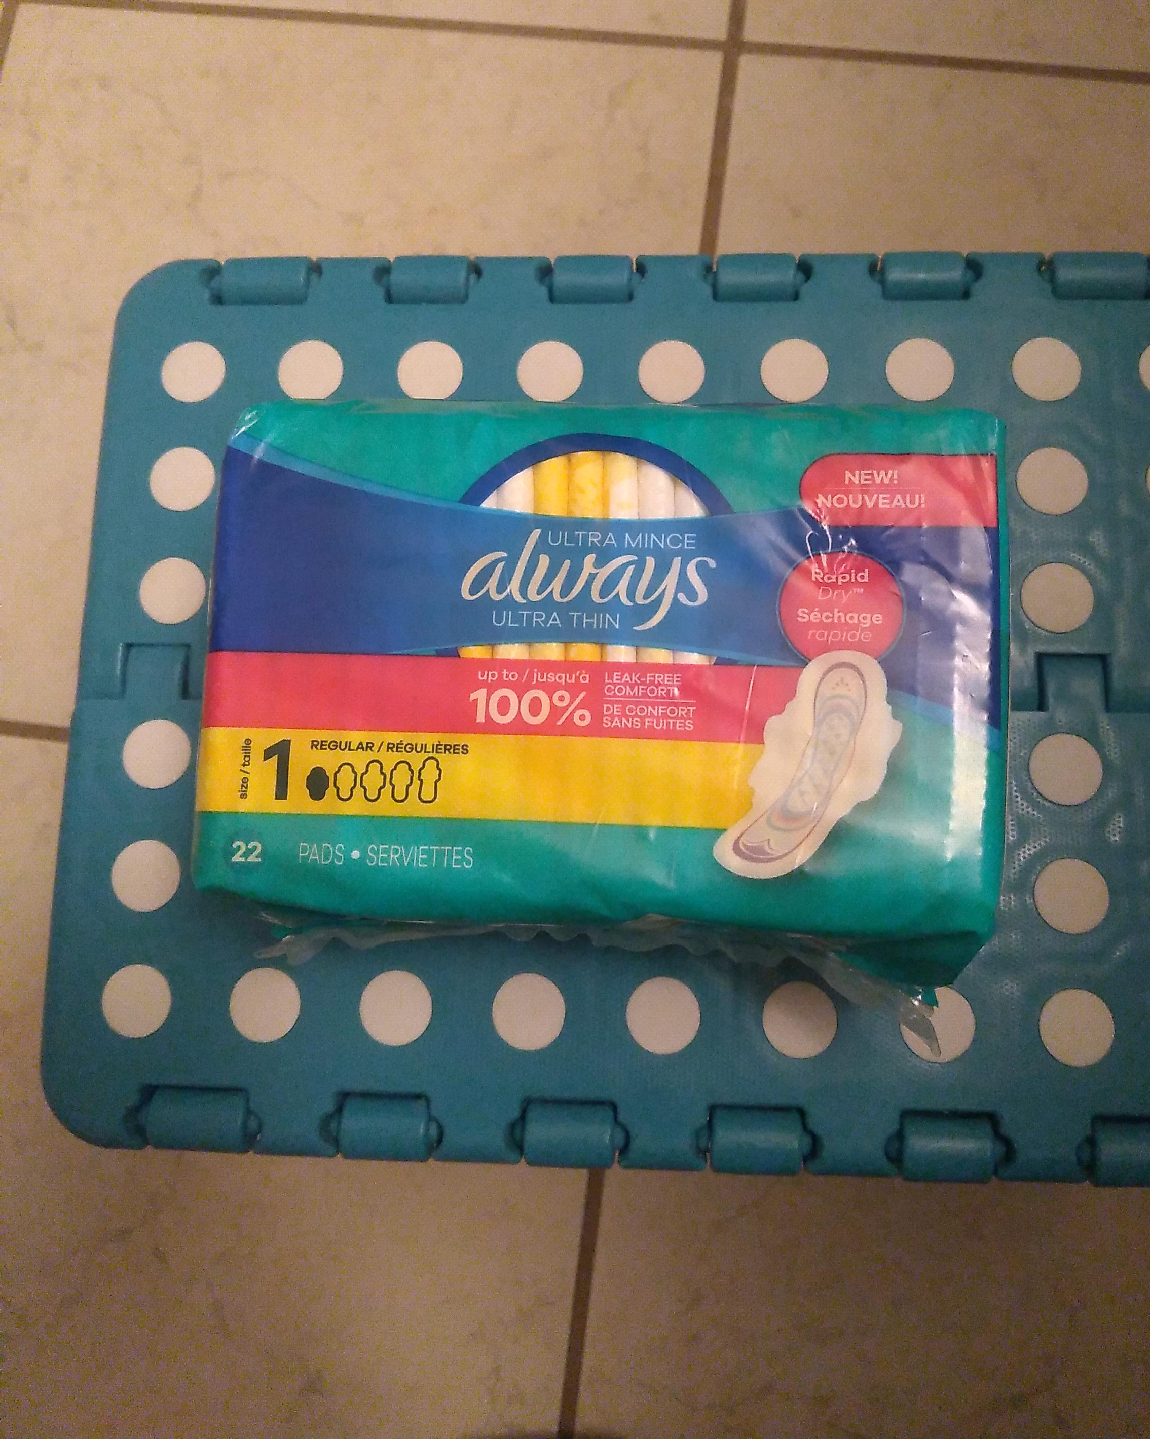 NEW!
NOUVEAU!
ULTRA MINCE
always
ULTRA THIN
Rapid
Dry™
Séchage
rapide
up to / jusqu'à
100%
LEAK-FREE
COMFORT
DE CONFORT
SANS FUITES
size / taille
1
REGULAR / RÉGULIÈRES
22 PADS • SERVIETTES